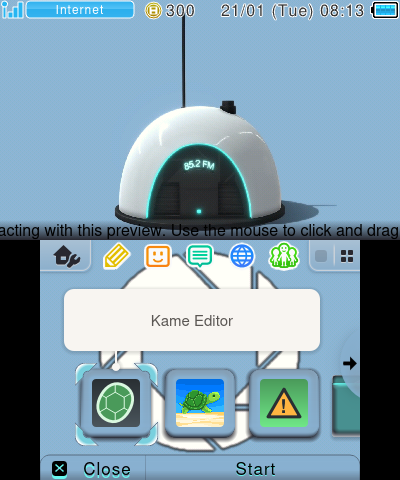 Internet
300
21/01 (Tue) 08:13
85.2 FM
acting with this preview. Use the mouse to click and drag
Kame Editor
Close
Start